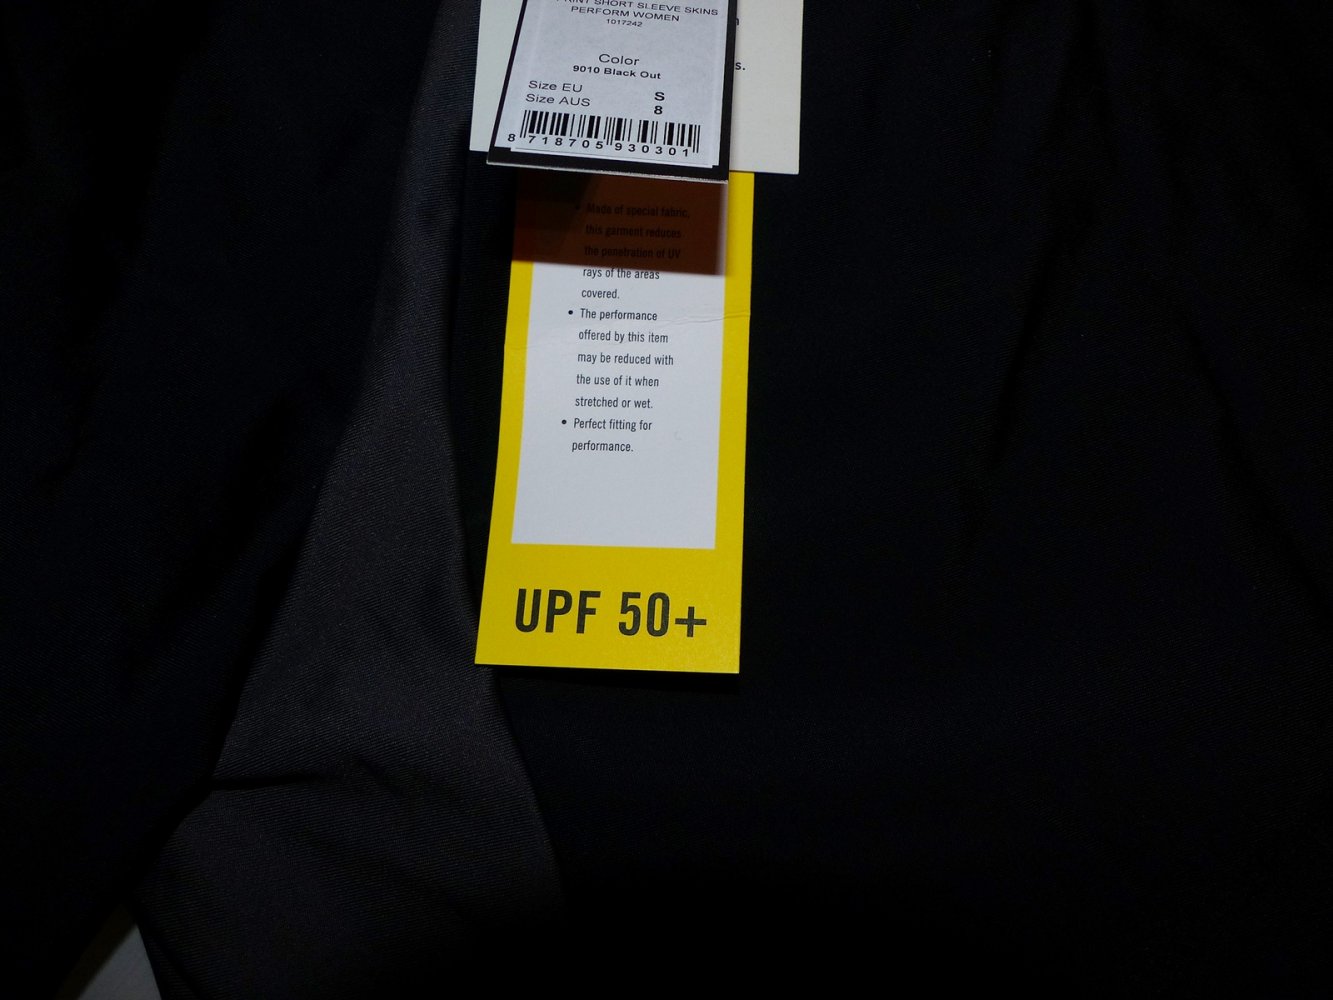 PRINT SHORT SLEEVE SKINS
PERFORM WOMEN
1017242
Color
9010 Black Out
Size EU S
Size AUS 8
8 718705 930301
s.
• Made of special fabric,
this garment reduces
the penetration of UV
rays of the areas
covered.
• The performance
offered by this item
may be reduced with
the use of it when
stretched or wet.
• Perfect fitting for
performance.
UPF 50+